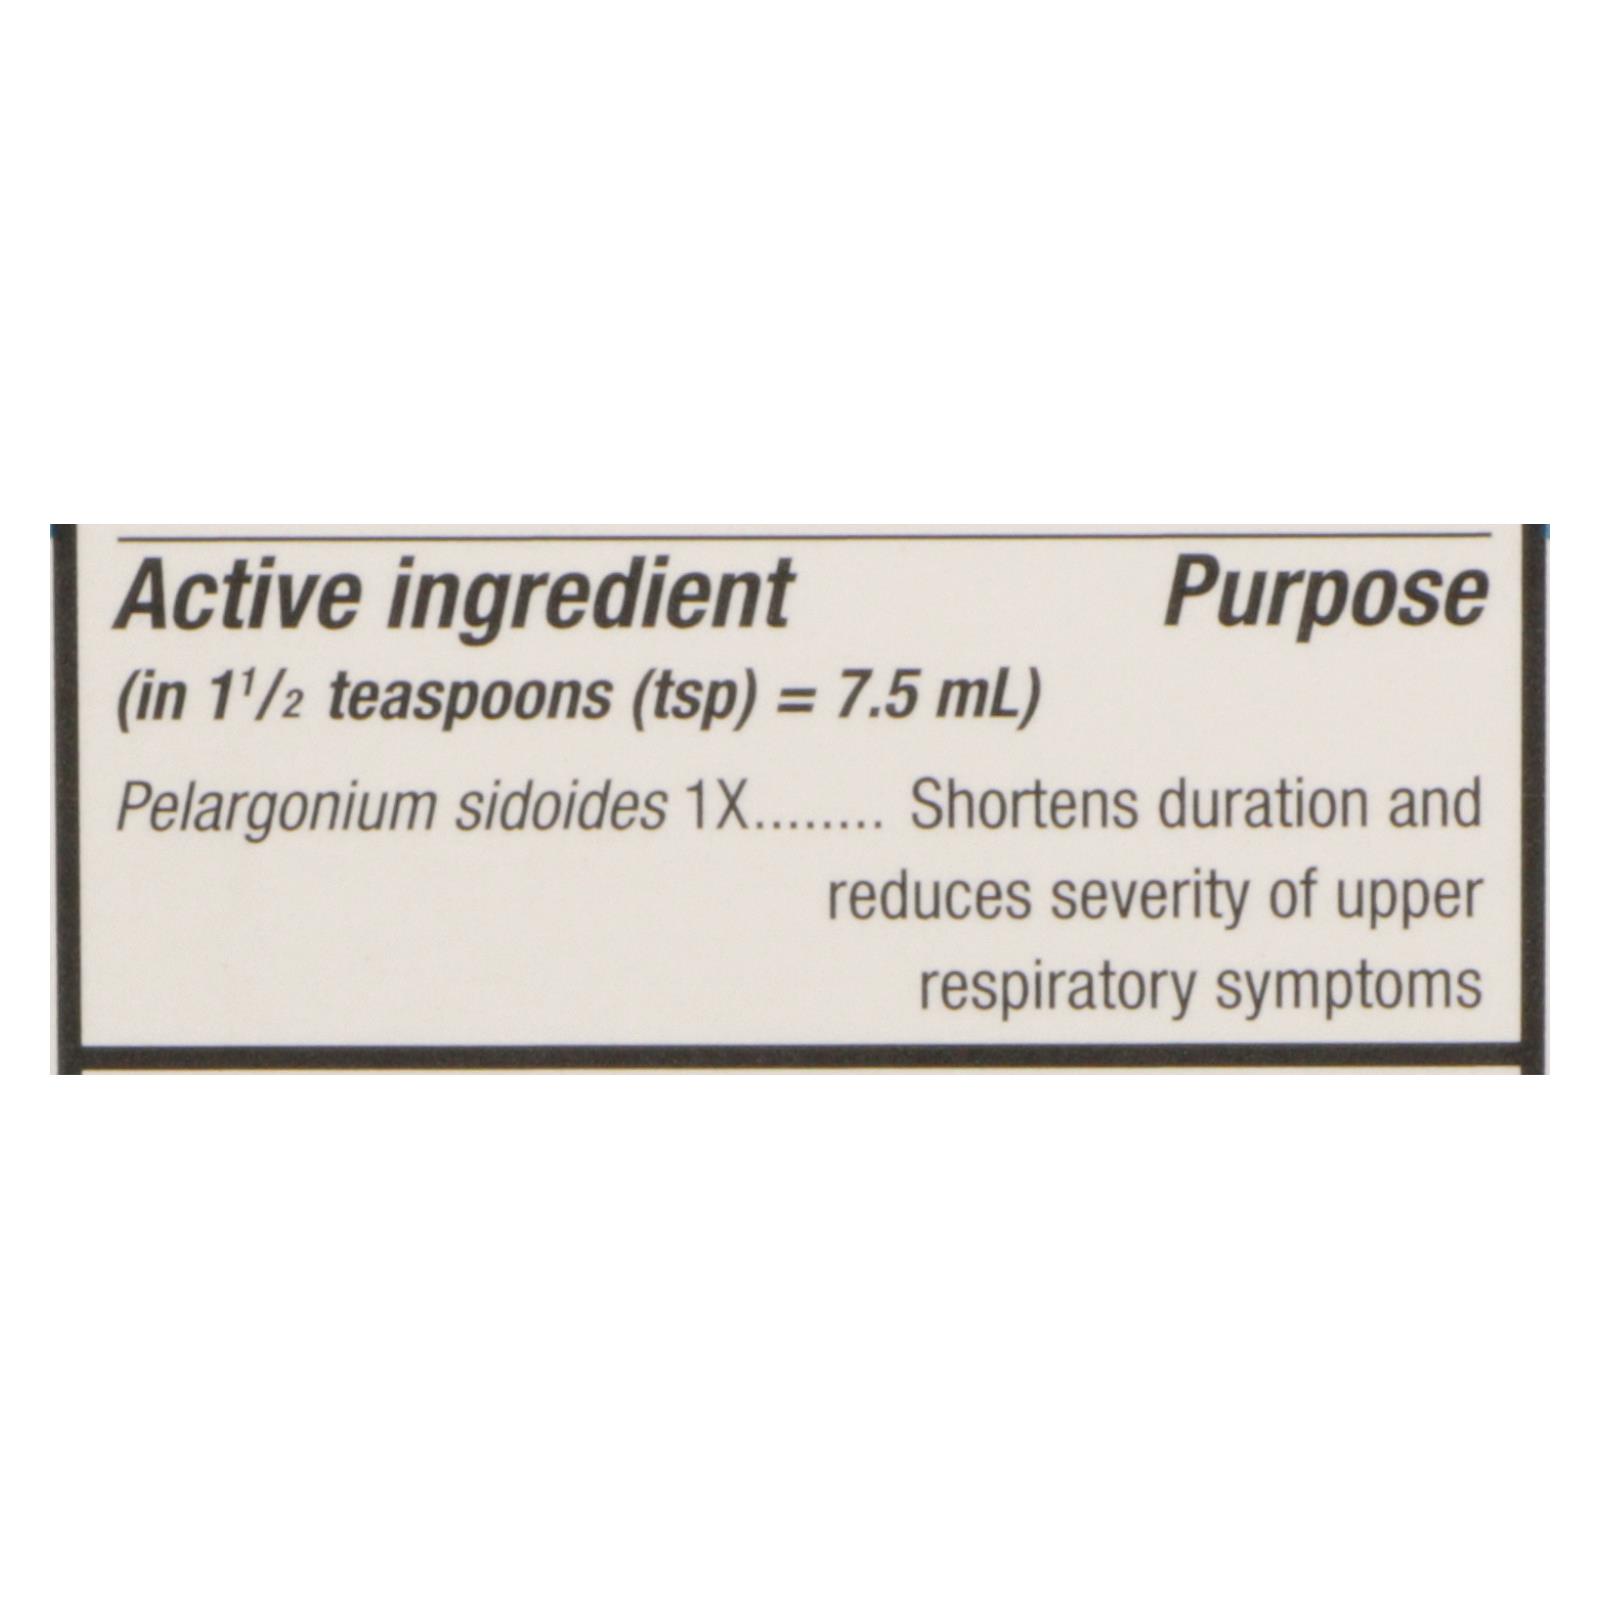 Active ingredient Purpose
(in 1 1/2 teaspoons (tsp) = 7.5 mL)
Pelargonium sidoides 1X........ Shortens duration and
reduces severity of upper
respiratory symptoms